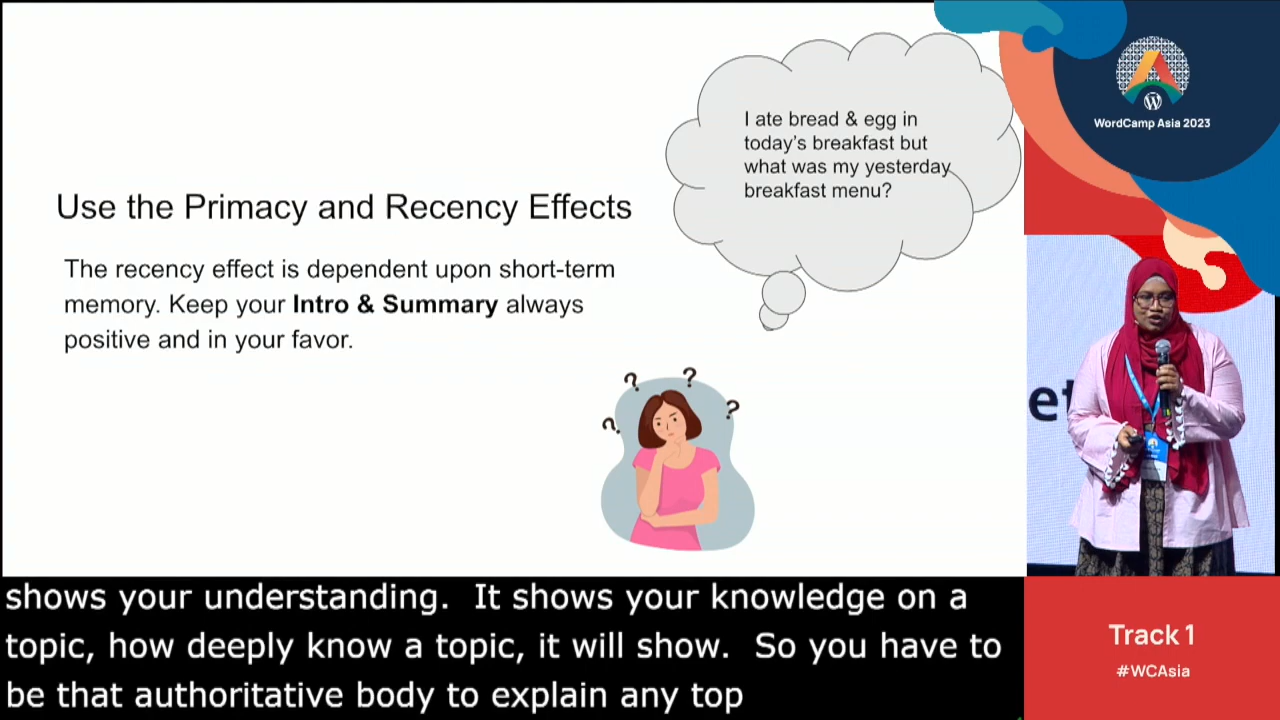 Use the Primacy and Recency Effects
The recency effect is dependent upon short-term
memory. Keep your Intro & Summary always
positive and in your favor.
I ate bread & egg in
today's breakfast but
what was my yesterday
breakfast menu?
? ? ? ?
WordCamp Asia 2023
et
Track 1
#WCAsia
shows your understanding.  It shows your knowledge on a
topic, how deeply know a topic, it will show.  So you have to
be that authoritative body to explain any top